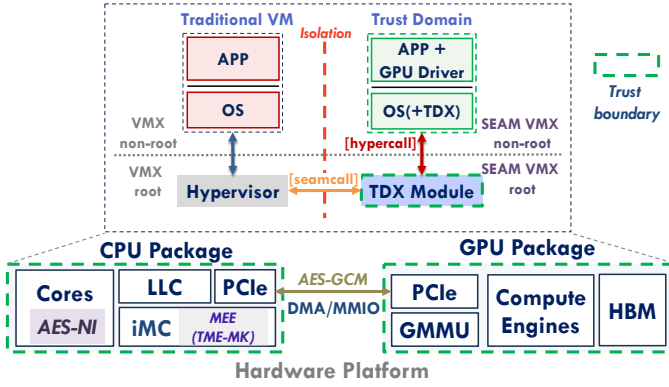 Traditional VM
Trust Domain
Isolation
APP
OS
APP +
GPU Driver
OS(+TDX)
Trust
boundary
VMX
non-root
[hypercall]
SEAM VMX
non-root
VMX
root
Hypervisor
[seamcall]
TDX Module
SEAM VMX
root
CPU Package
GPU Package
Cores
AES-NI
LLC
PCIe
iMC
MEE
(TME-MK)
AES-GCM
DMA/MMIO
PCIe
GMMU
Compute
Engines
HBM
Hardware Platform